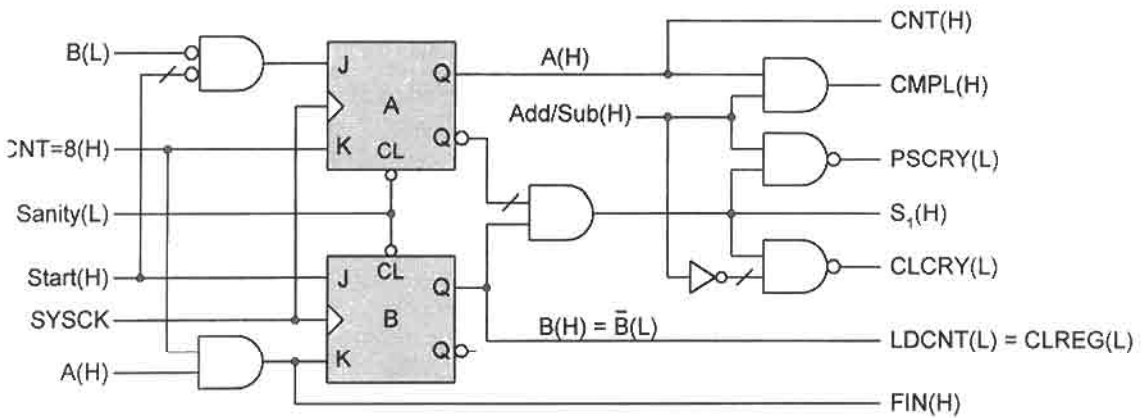 B(L)
CNT=8(H)
Sanity(L)
Start(H)
SYSCK
A(H)
J
Q
A
K
CL
Q
CL
J
Q
B
K
Q
A(H)
Add/Sub(H)
B(H) = B̅(L)
CNT(H)
CMPL(H)
PSCRY(L)
S₁(H)
CLCRY(L)
LDCNT(L) = CLREG(L)
FIN(H)